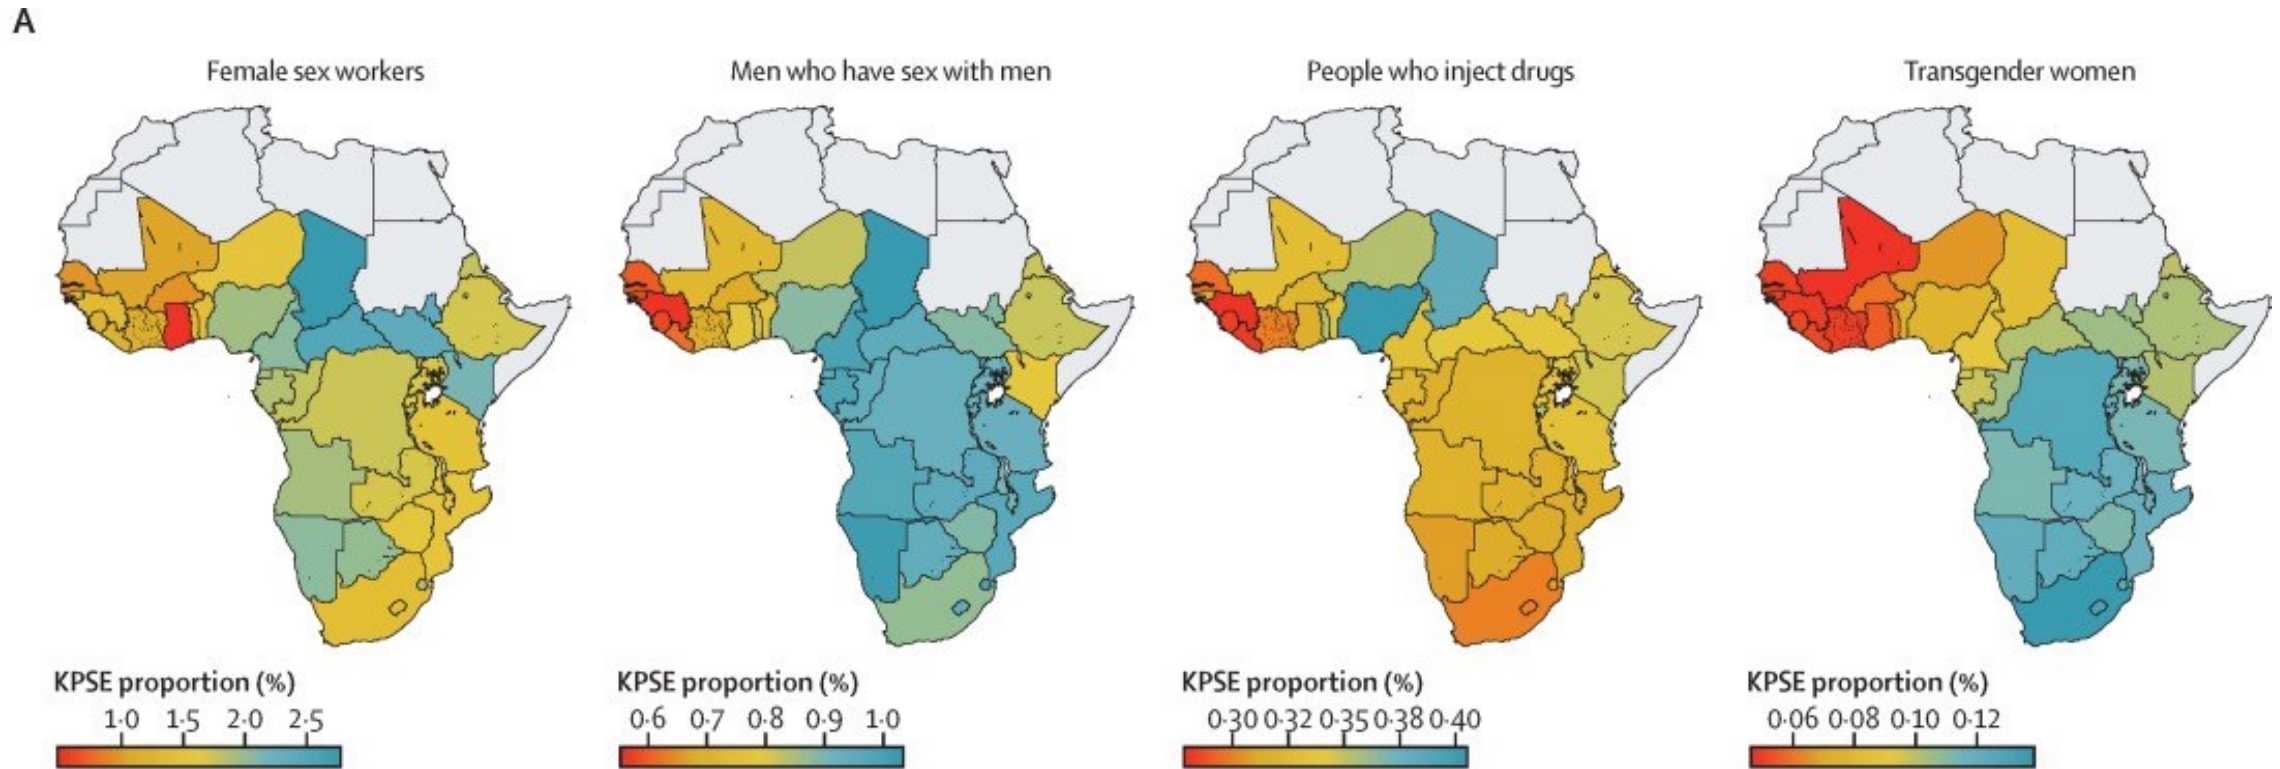 A
Female sex workers
Men who have sex with men
People who inject drugs
Transgender women
KPSE proportion (%)
1·0 1·5 2·0 2·5
KPSE proportion (%)
0·6 0·7 0·8 0·9 1·0
KPSE proportion (%)
0·30 0·32 0·35 0·38 0·40
KPSE proportion (%)
0·06 0·08 0·10 0·12